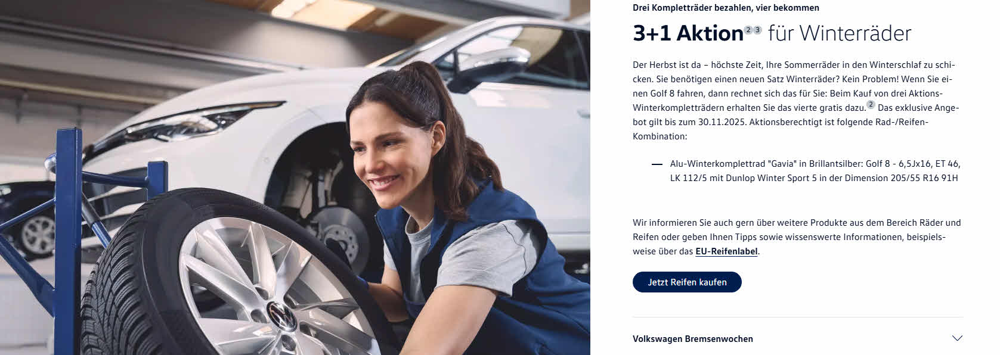 Drei Kompletträder bezahlen, vier bekommen
3+1 Aktion 2 3 für Winterräder
Der Herbst ist da – höchste Zeit, Ihre Sommerräder in den Winterschlaf zu schi-
cken. Sie benötigen einen neuen Satz Winterräder? Kein Problem! Wenn Sie ei-
nen Golf 8 fahren, dann rechnet sich das für Sie: Beim Kauf von drei Aktions-
Winterkompletträdern erhalten Sie das vierte gratis dazu. 2 Das exklusive Ange-
bot gilt bis zum 30.11.2025. Aktionsberechtigt ist folgende Rad-/Reifen-
Kombination:
— Alu-Winterkomplettrad "Gavia" in Brillantsilber: Golf 8 - 6,5Jx16, ET 46,
LK 112/5 mit Dunlop Winter Sport 5 in der Dimension 205/55 R16 91H
Wir informieren Sie auch gern über weitere Produkte aus dem Bereich Räder und
Reifen oder geben Ihnen Tipps sowie wissenswerte Informationen, beispiels-
weise über das EU-Reifenlabel.
Jetzt Reifen kaufen
Volkswagen Bremsenwochen